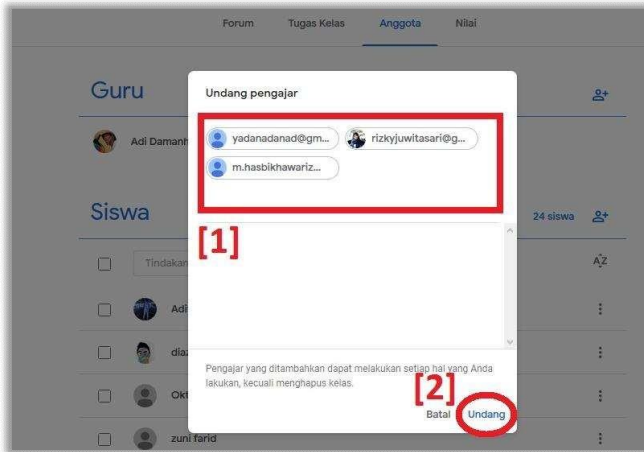 Forum Tugas Kelas Anggota Nilai
Guru
Adi Damanh
Undang pengajar
yadanadanad@gm...
rizkyjuwitasari@g...
m.hasbikhawariz...
[1]
Siswa
24 siswa
Tindakan
AZ
Adi
diaz
Okt
zuni farid
Pengajar yang ditambahkan dapat melakukan setiap hal yang Anda
lakukan, kecuali menghapus kelas.
[2]
Batal Undang